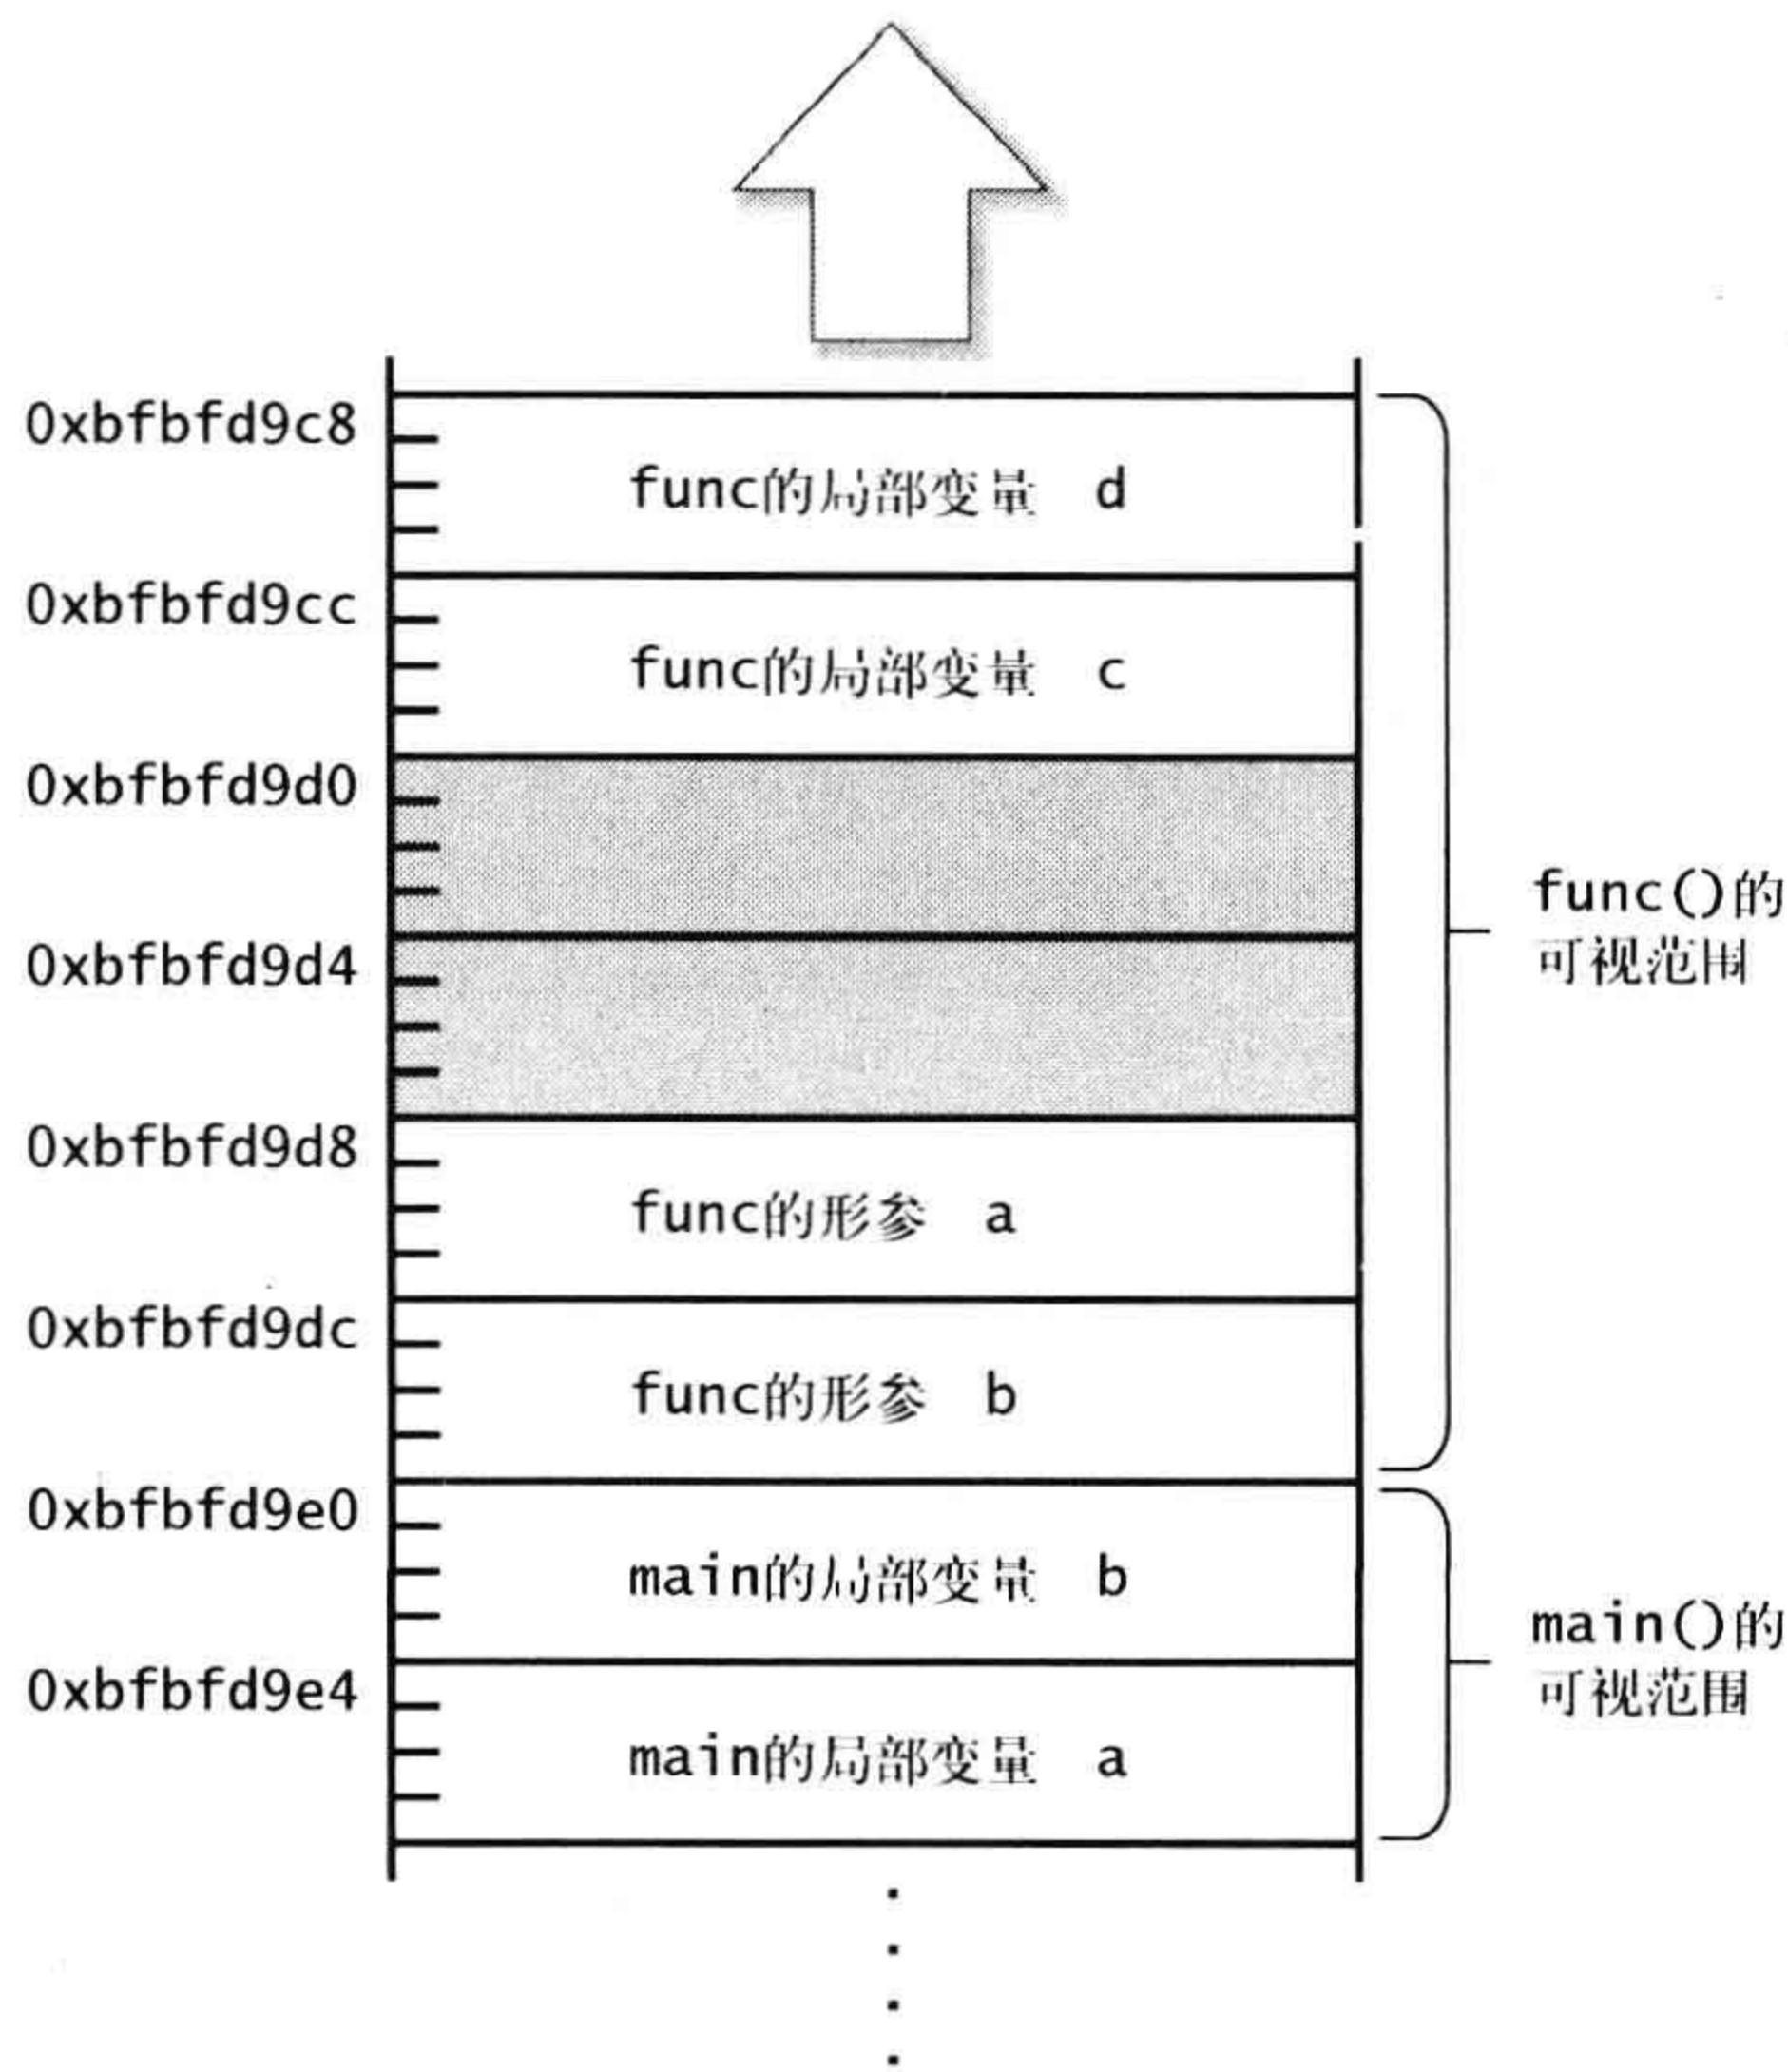 0xbfbfd9c8
func的局部变量 d
0xbfbfd9cc
func的局部变量 c
0xbfbfd9d0
func()的
可视范围
0xbfbfd9d4
0xbfbfd9d8
func的形参 a
0xbfbfd9dc
func的形参 b
0xbfbfd9e0
main的局部变量 b
main()的
可视范围
0xbfbfd9e4
main的局部变量 a